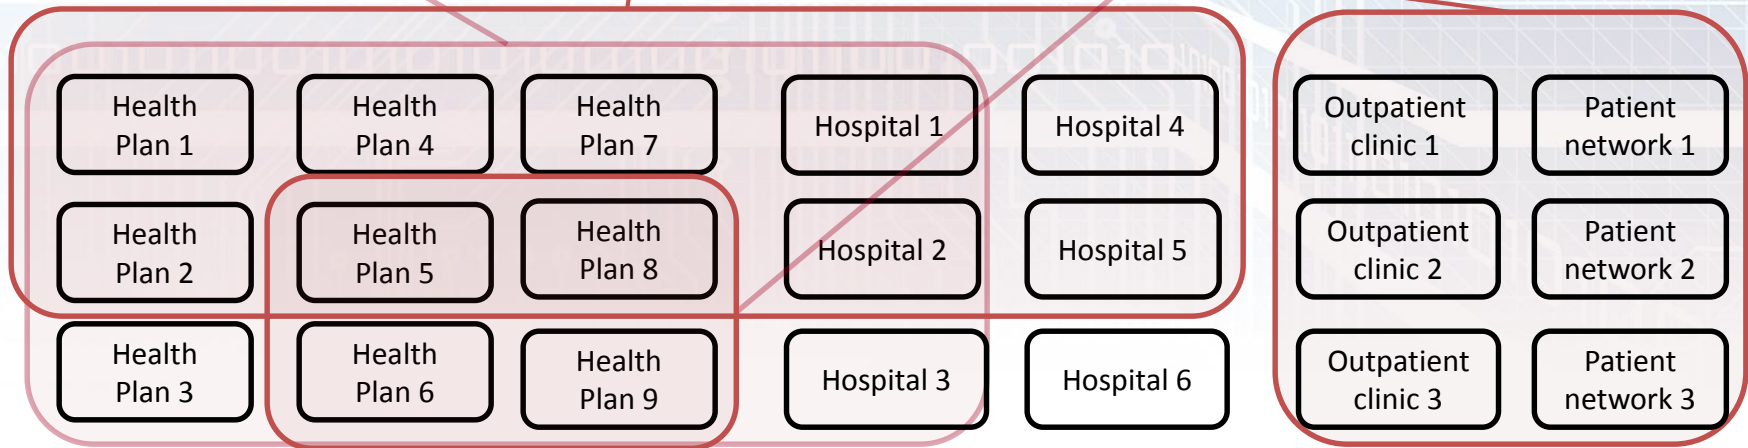 Health
Plan 1
Health
Plan 4
Health
Plan 7
Hospital 1
Hospital 4
Outpatient
clinic 1
Patient
network 1
Health
Plan 2
Health
Plan 5
Health
Plan 8
Hospital 2
Hospital 5
Outpatient
clinic 2
Patient
network 2
Health
Plan 3
Health
Plan 6
Health
Plan 9
Hospital 3
Hospital 6
Outpatient
clinic 3
Patient
network 3